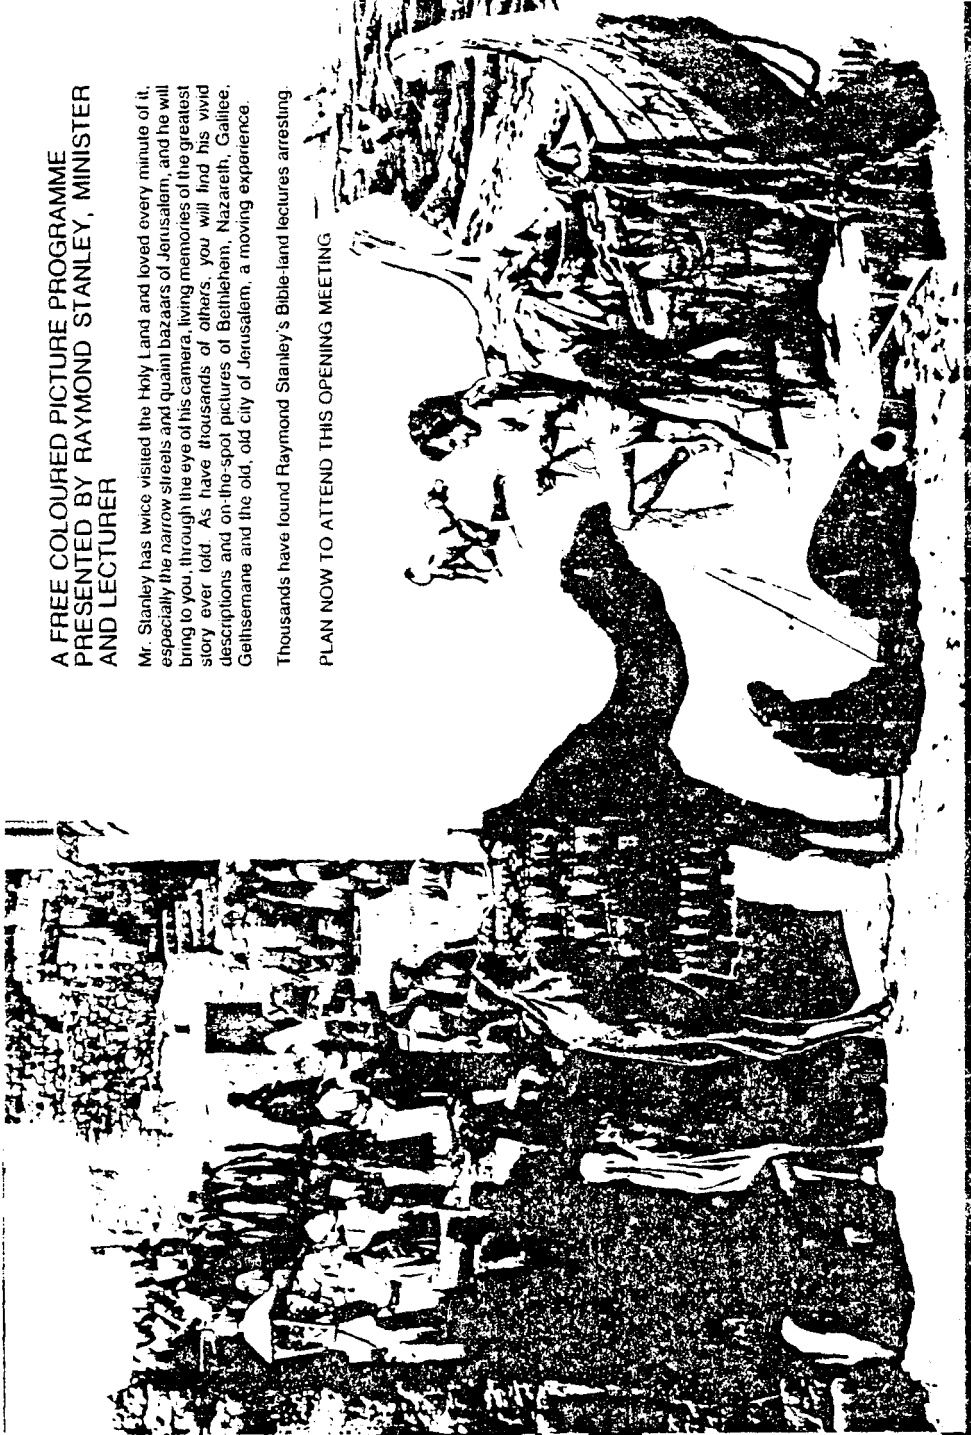 A FREE COLOURED PICTURE PROGRAMME
PRESENTED BY RAYMOND STANLEY, MINISTER
AND LECTURER
Mr. Stanley has twice visited the Holy Land and loved every minute of it,
especially the narrow streets and quaint bazaars of Jerusalem, and he will
bring to you, through the eye of his camera, living memories of the greatest
story ever told. As have thousands of others, you will find his vivid
descriptions and on-the-spot pictures of Bethlehem, Nazareth, Galilee,
Gethsemane and the old, old city of Jerusalem, a moving experience.
Thousands have found Raymond Stanley's Bible-land lectures arresting.
PLAN NOW TO ATTEND THIS OPENING MEETING